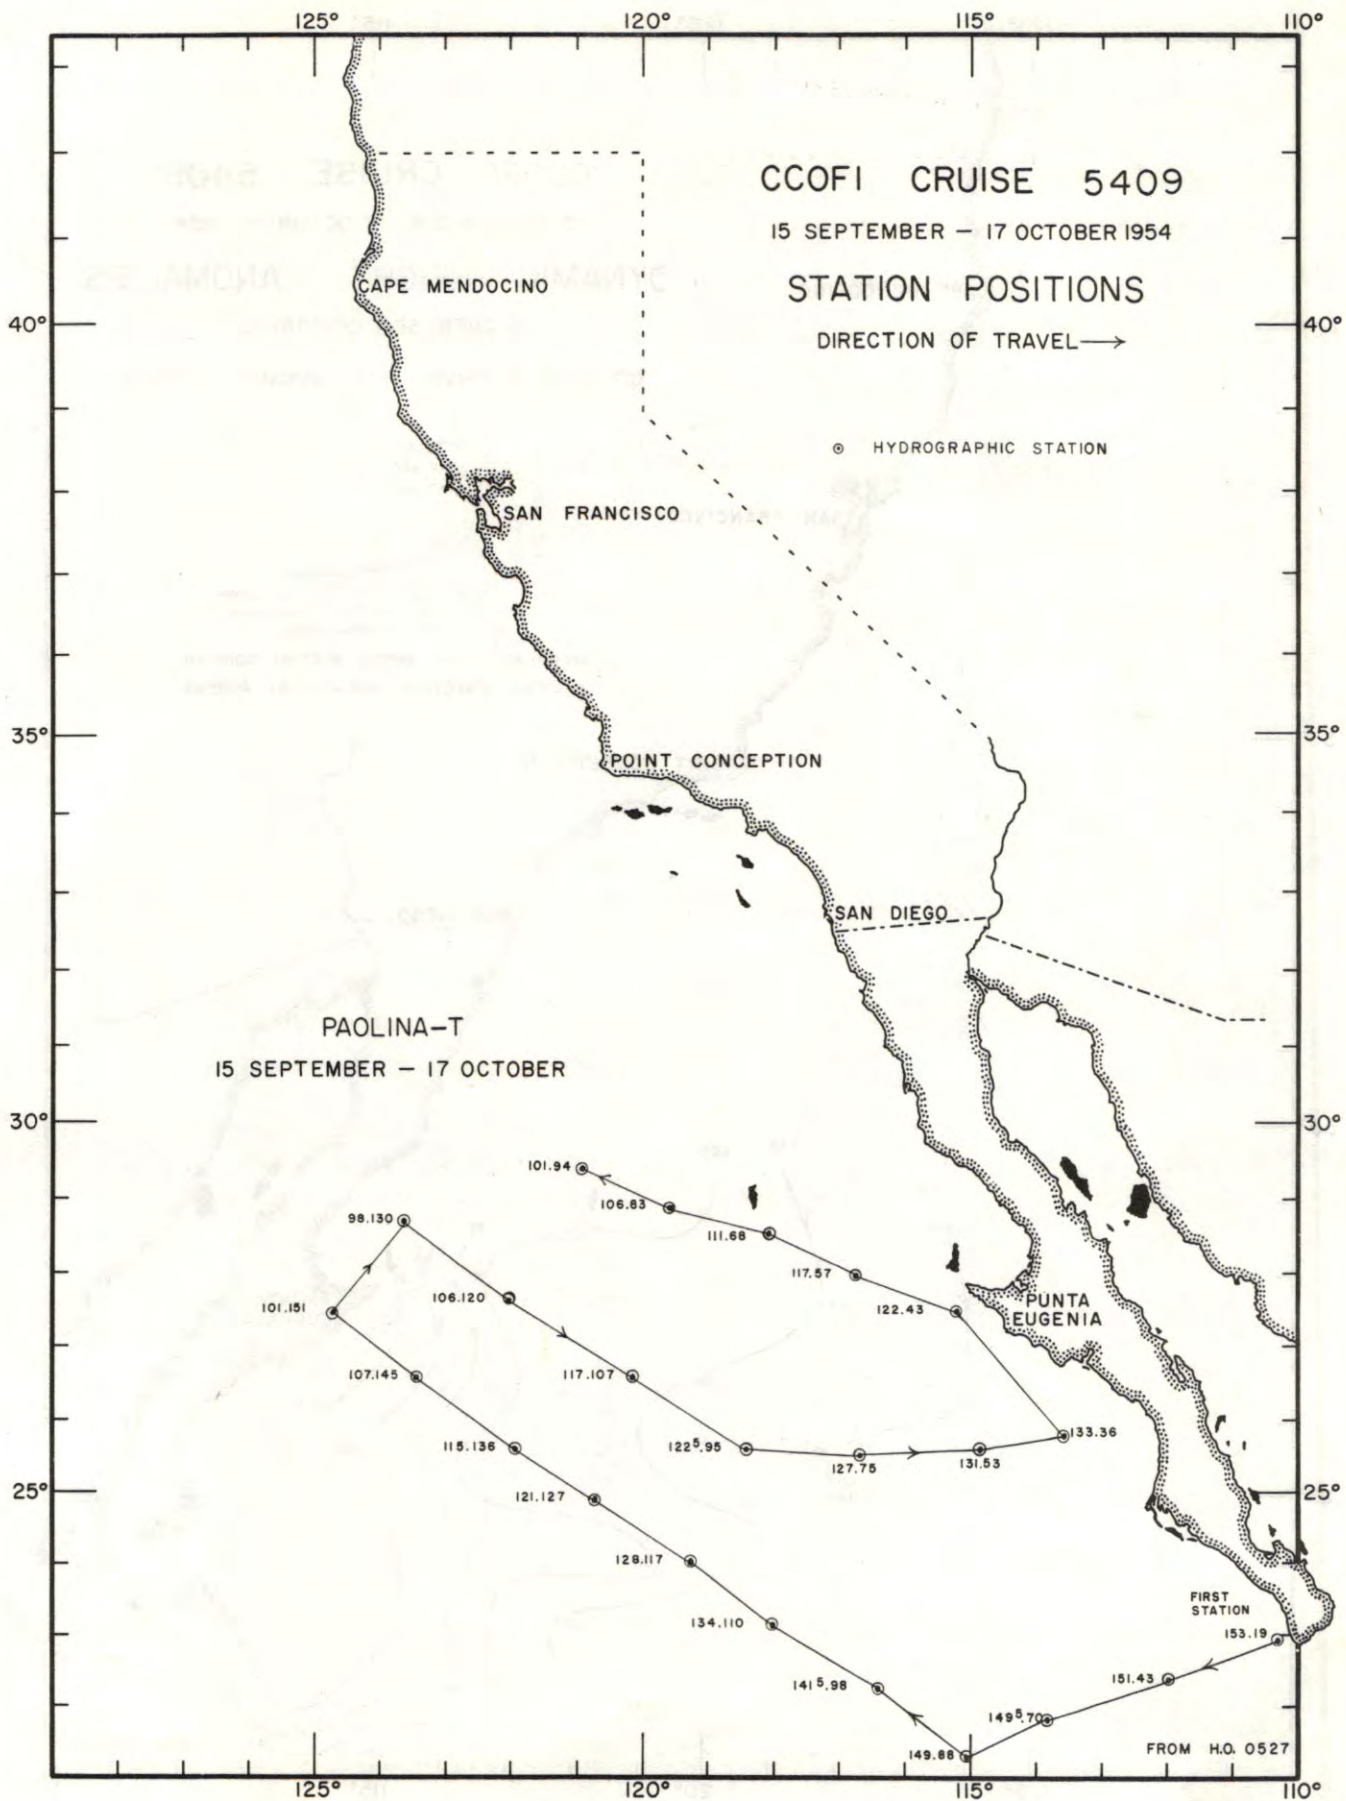 125° 120° 115° 110°
CCOFI CRUISE 5409
15 SEPTEMBER – 17 OCTOBER 1954
STATION POSITIONS
DIRECTION OF TRAVEL→
HYDROGRAPHIC STATION
CAPE MENDOCINO
40° 40°
SAN FRANCISCO
35° 35°
POINT CONCEPTION
SAN DIEGO
PAOLINA-T
15 SEPTEMBER – 17 OCTOBER
30° 30°
101.94
106.83
98.130
111.68
117.57
106.120
101.151
122.43
PUNTA
EUGENIA
107.145
117.107
115.136
122⁵.95
127.75
131.53
133.36
25° 25°
121.127
128.117
134.110
FIRST
STATION
153.19
141⁵.98
151.43
149⁵.70
149.88
FROM H.O. 0527
125° 120° 115° 110°